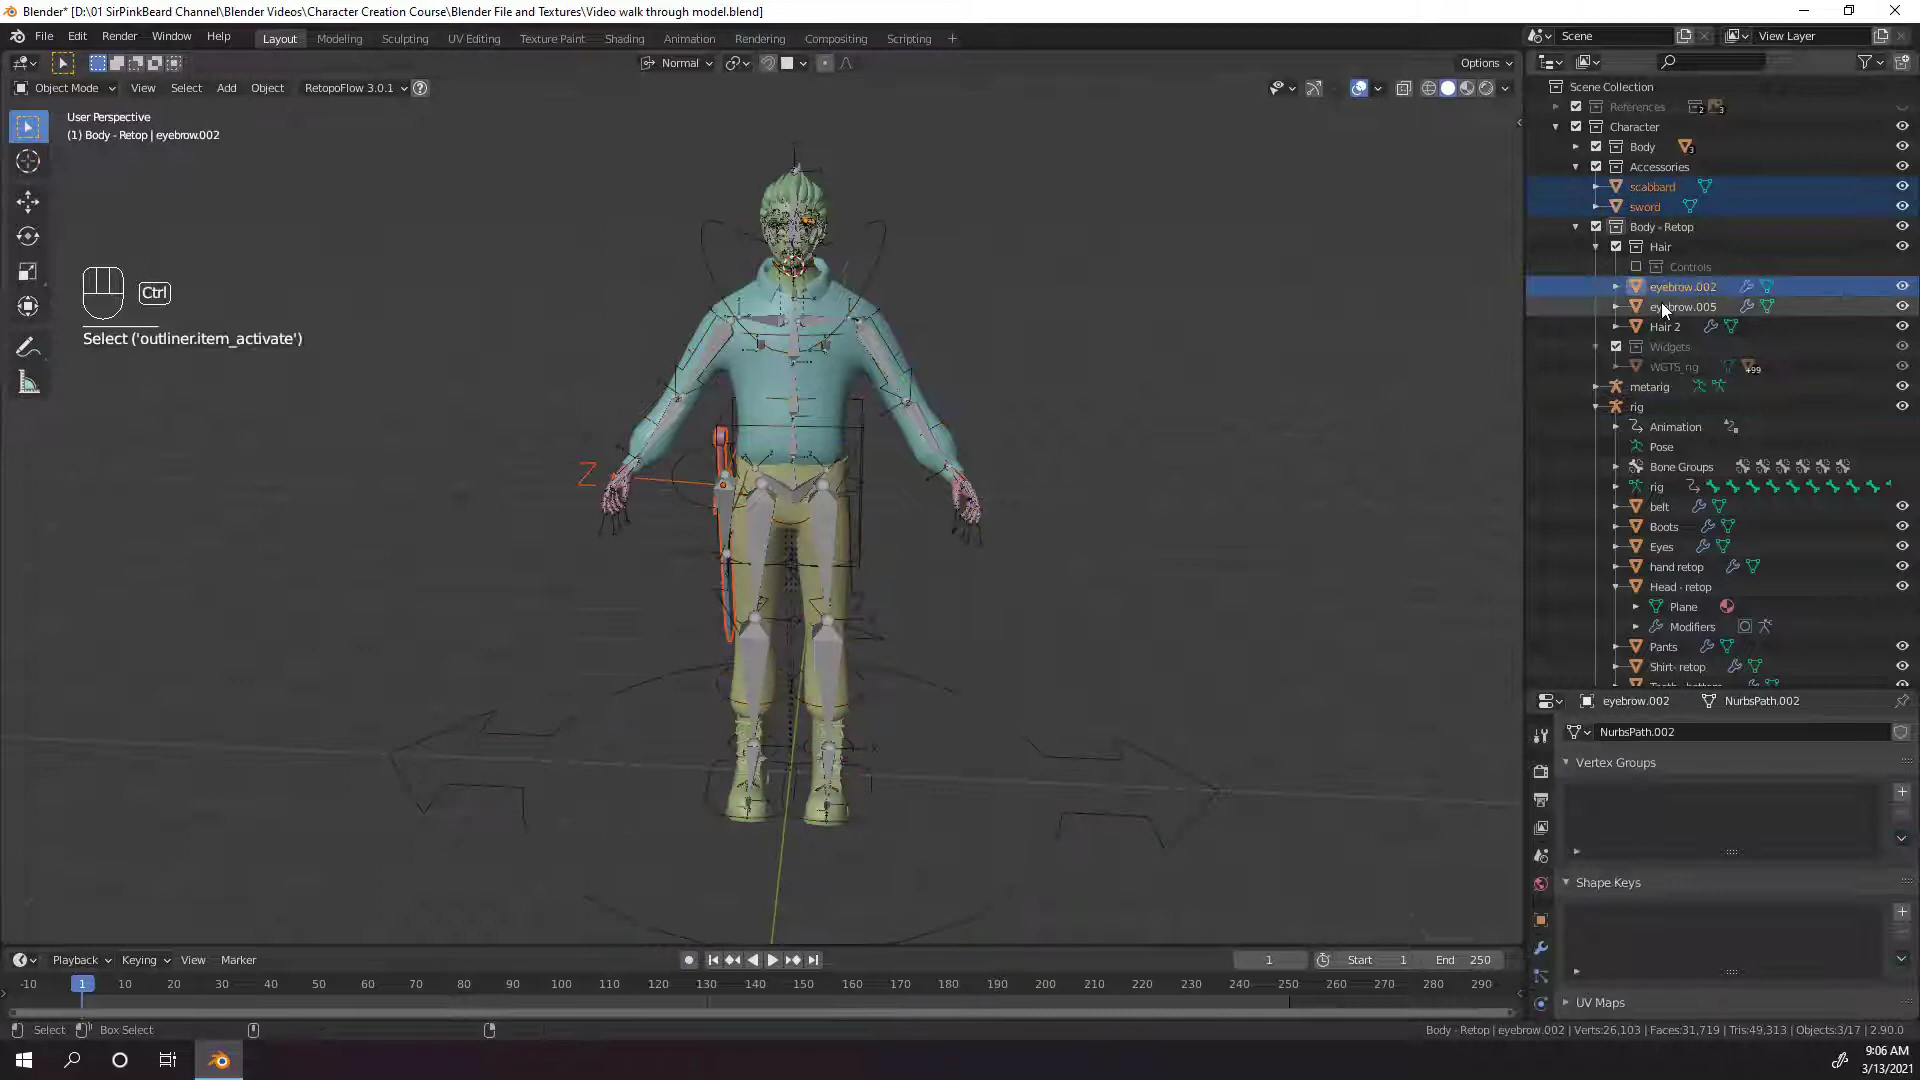 Blender* [D:\01 SirPinkBeard Channel\Blender Videos\Character Creation Course\Blender File and Textures\Video walk through model.blend]
File Edit Render Window Help Layout Modeling Sculpting UV Editing Texture Paint Shading Animation Rendering Compositing Scripting Scene View Layer
Normal Options
Object Mode View Select Add Object RetopoFlow 3.0.1
User Perspective
(1) Body - Retop | eyebrow.002
Ctrl
Select ('outliner.item_activate')
Z
Scene Collection
References 2 3
Character
Body 3
Accessories
scabbard
sword
Body - Retop
Hair
Controls
eyebrow.002
eyebrow.005
Hair 2
Widgets
WGTS_rig +99
metarig
rig
Animation
Pose
Bone Groups
rig
belt
Boots
Eyes
hand retop
Head - retop
Plane
Modifiers
Pants
Shirt- retop
eyebrow.002 NurbsPath.002
NurbsPath.002
Vertex Groups
Shape Keys
UV Maps
Playback Keying View Marker 1 Start 1 End 250
-10 1 10 20 30 40 50 60 70 80 90 100 110 120 130 140 150 160 170 180 190 200 210 220 230 240 250 260 270 280 290
Select Box Select Body - Retop | eyebrow.002 | Verts:26,103 | Faces:31,719 | Tris:49,313 | Objects:3/17 | 2.90.0
9:06 AM
3/13/2021